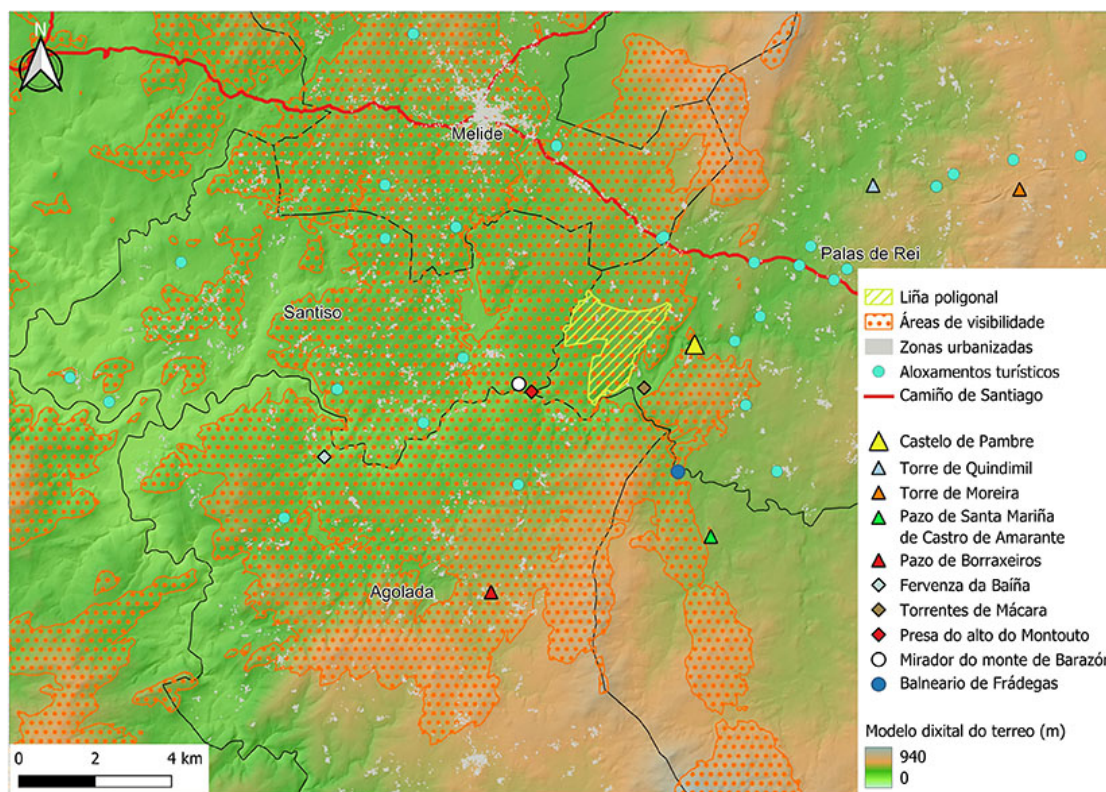 N
Melide
Palas de Rei
Santiso
Agolada
Liña poligonal
Áreas de visibilidade
Zonas urbanizadas
Aloxamentos turísticos
Camiño de Santiago
Castelo de Pambre
Torre de Quindimil
Torre de Moreira
Pazo de Santa Mariña
de Castro de Amarante
Pazo de Borraxeiros
Fervenza da Baíña
Torrentes de Mácara
Presa do alto do Montouto
Mirador do monte de Barazón
Balneario de Frádegas
Modelo dixital do terreo (m)
940
0
0 2 4 km